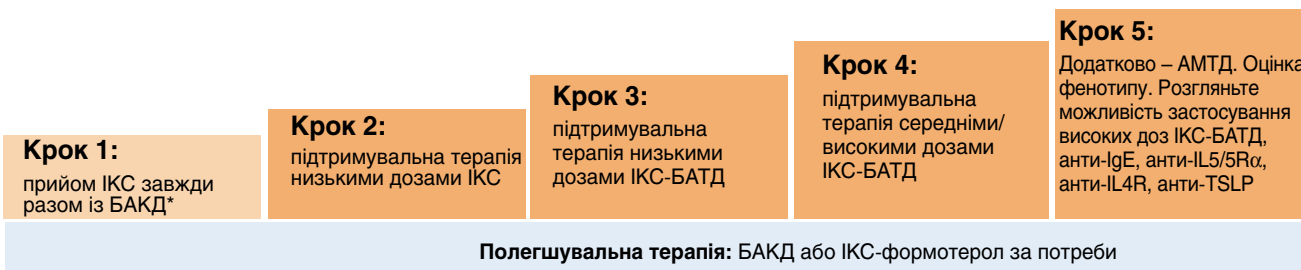 Крок 1:
прийом ІКС завжди
разом із БАКД*
Крок 2:
підтримувальна терапія
низькими дозами ІКС
Крок 3:
підтримувальна
терапія низькими
дозами ІКС-БАТД
Крок 4:
підтримувальна
терапія середніми/
високими дозами
ІКС-БАТД
Крок 5:
Додатково – АМТД. Оцінка
фенотипу. Розгляньте
можливість застосування
високих доз ІКС-БАТД,
анти-IgE, анти-IL5/5Rα,
анти-IL4R, анти-TSLP
Полегшувальна терапія: БАКД або ІКС-формотерол за потреби